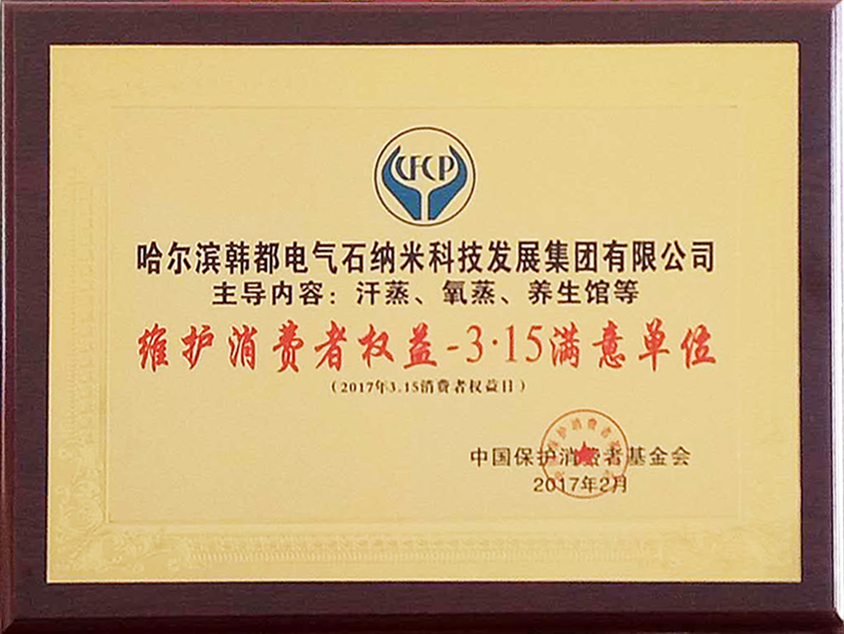 CFCP
哈尔滨韩都电气石纳米科技发展集团有限公司
主导内容：汗蒸、氧蒸、养生馆等
维护消费者权益-3·15满意单位
（2017年3.15消费者权益日）
中国保护消费者基金会
2017年2月